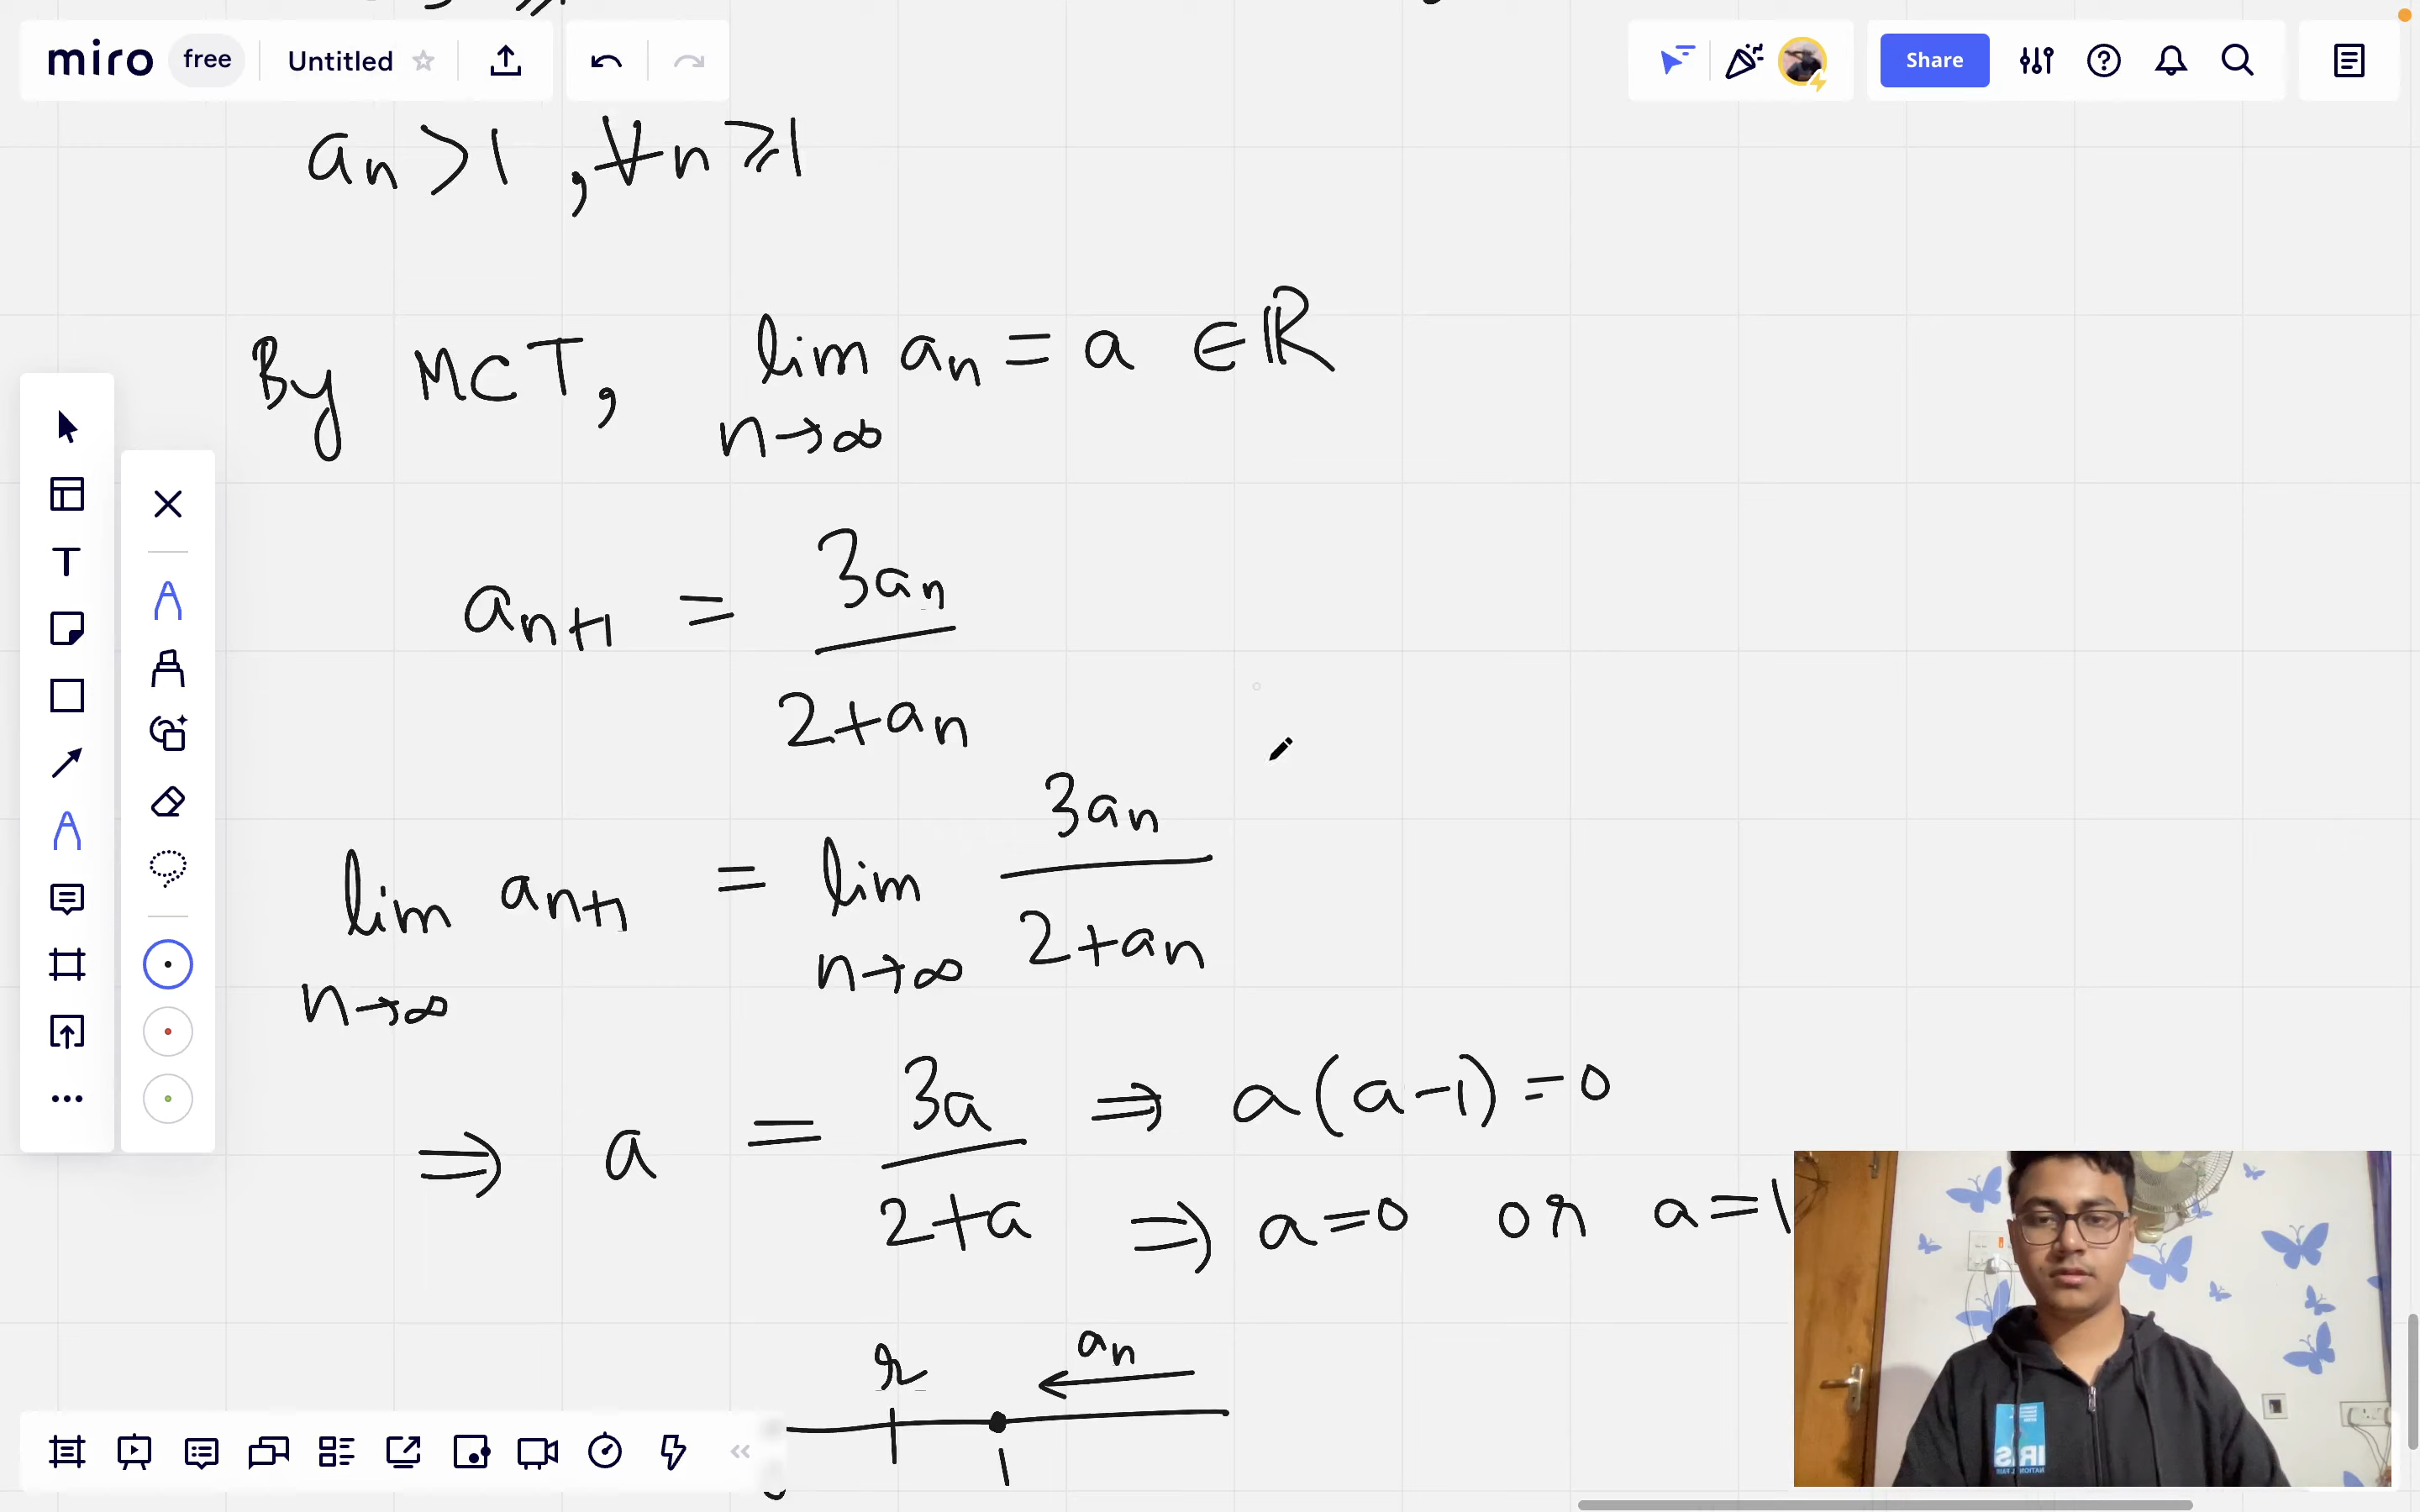 miro free Untitled Share
aₙ > 1 , ∀n ≥ 1
By MCT, lim aₙ = a ∈ ℝ
n→∞
aₙ₊₁ = 3aₙ / 2+aₙ
lim aₙ₊₁ = lim 3aₙ / 2+aₙ
n→∞ n→∞
⇒ a = 3a / 2+a ⇒ a(a-1)=0
⇒ a=0 or a=1
aₙ
1
T